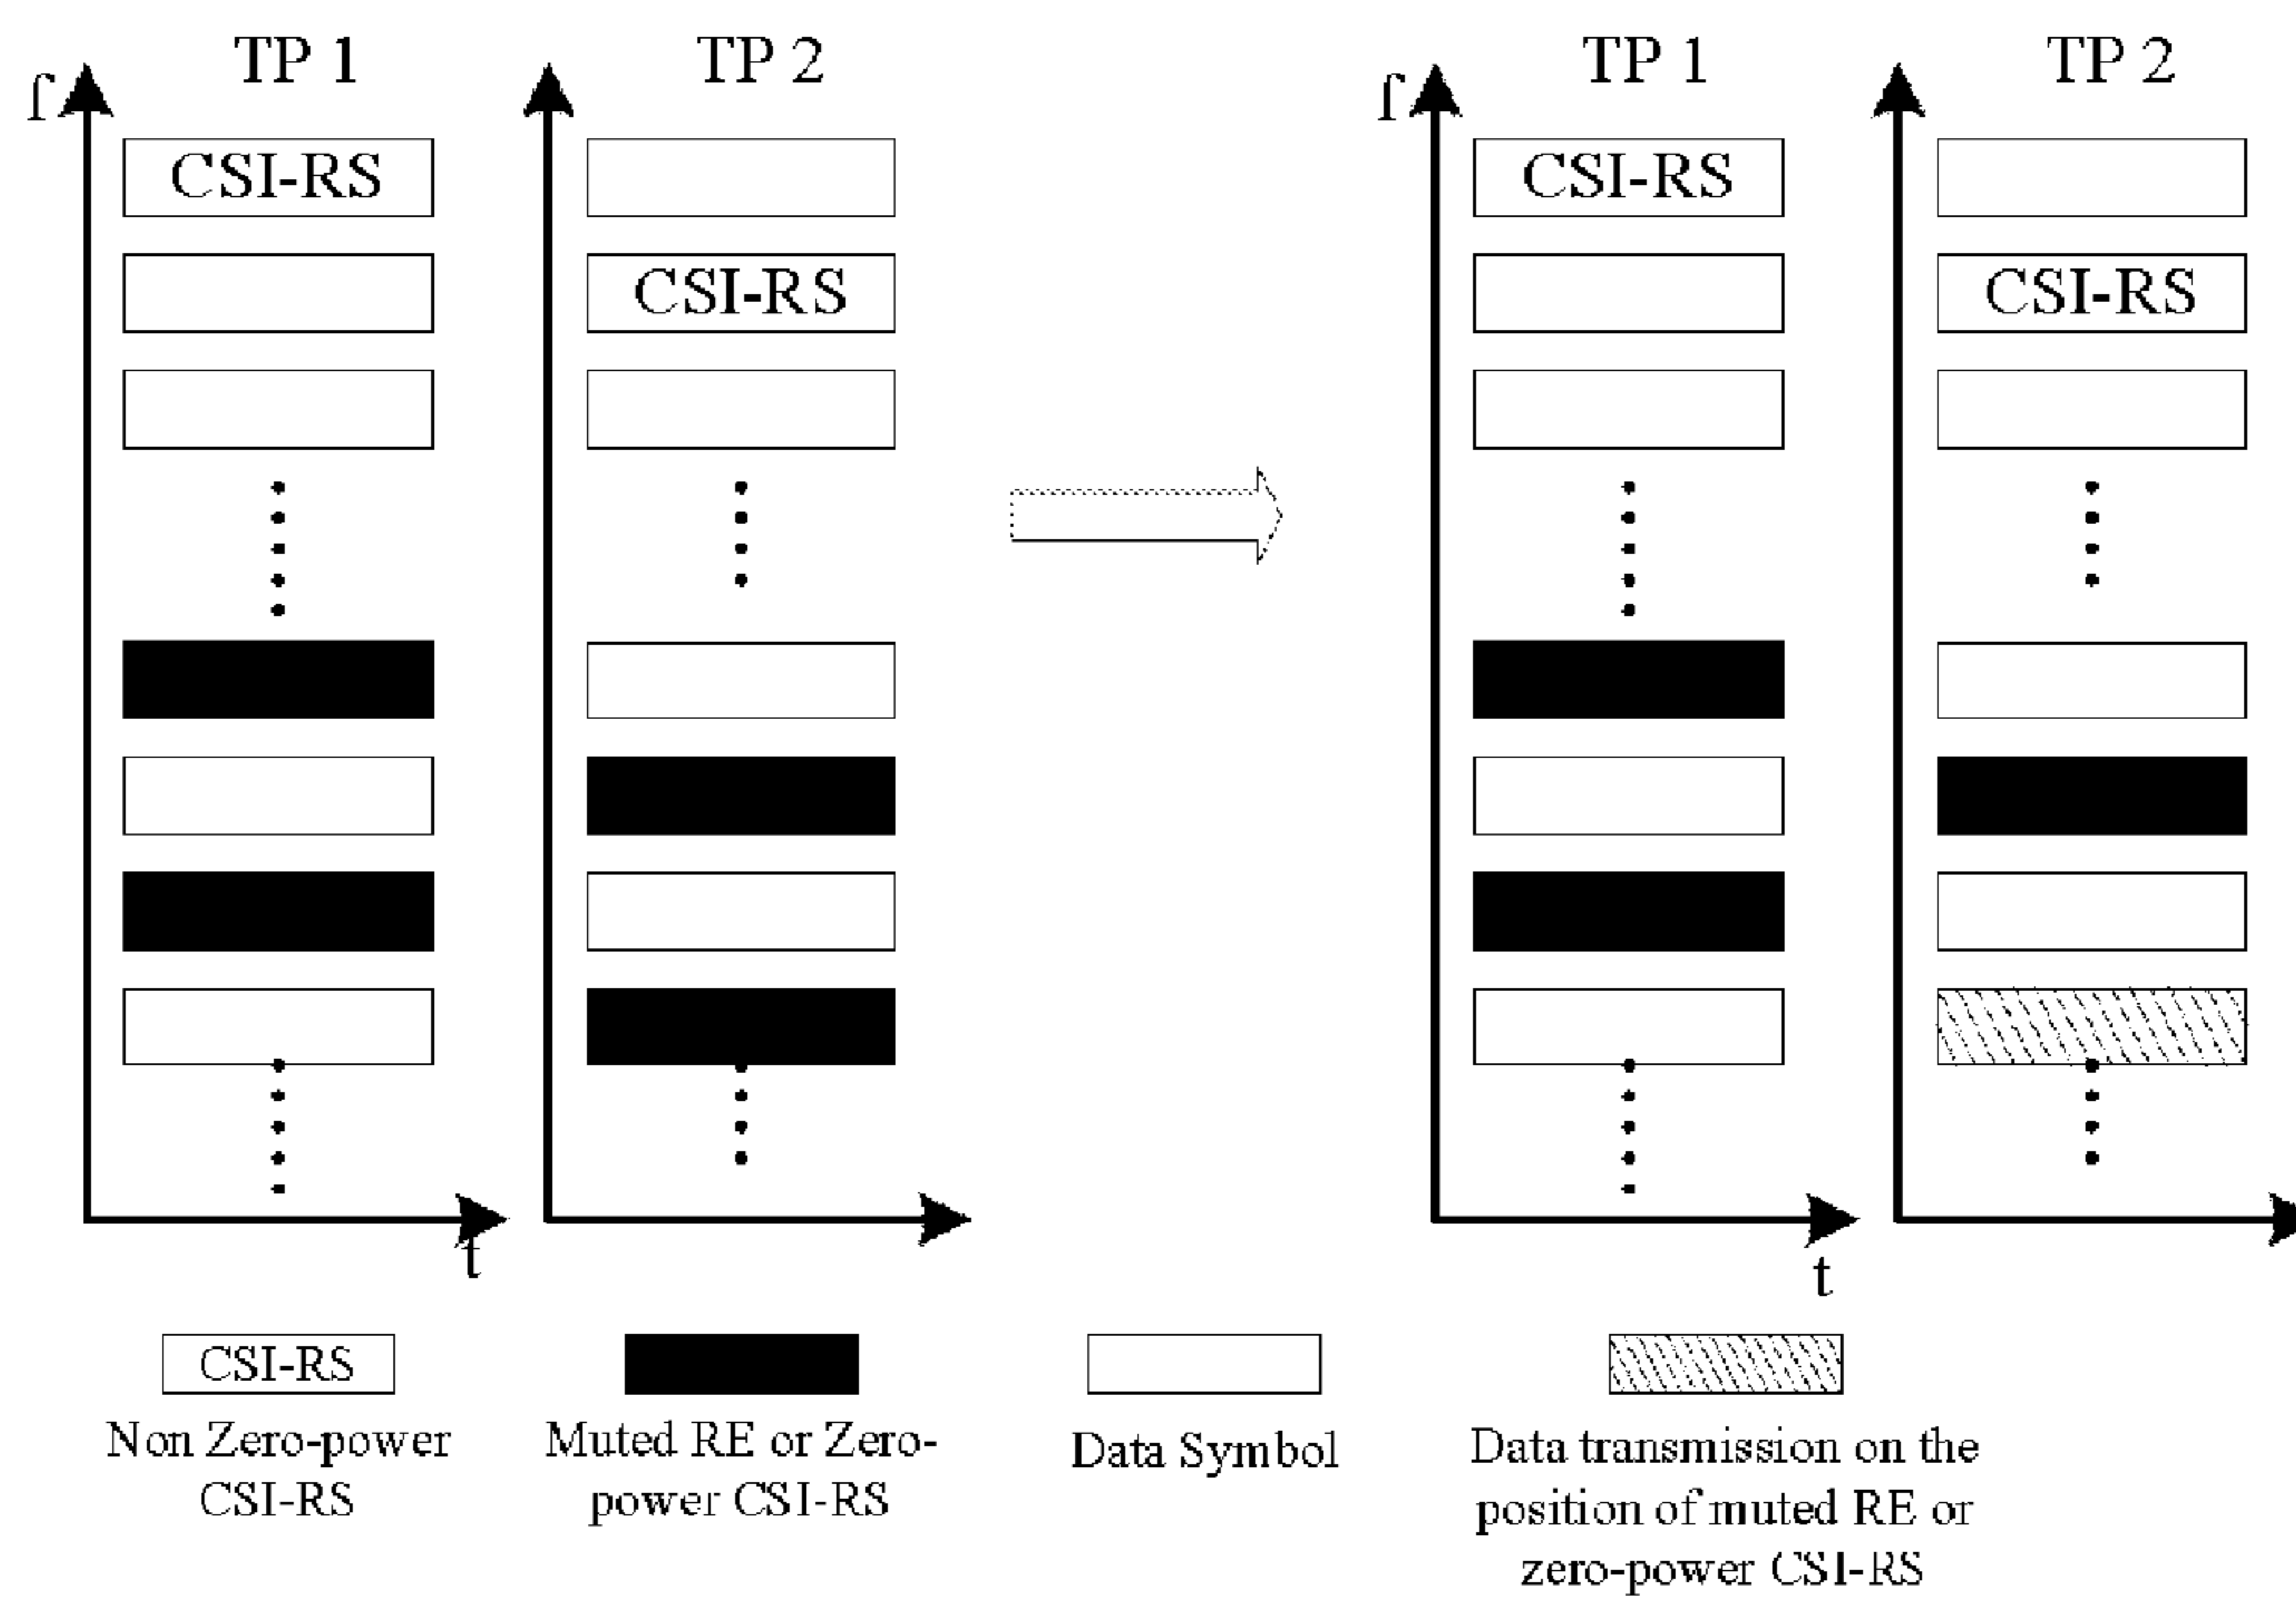 TP 1
TP 2
TP 1
TP 2
f
f
CSI-RS
CSI-RS
CSI-RS
CSI-RS
t
t
CSI-RS
Non Zero-power
CSI-RS
Muted RE or Zero-
power CSI-RS
Data Symbol
Data transmission on the
position of muted RE or
zero-power CSI-RS